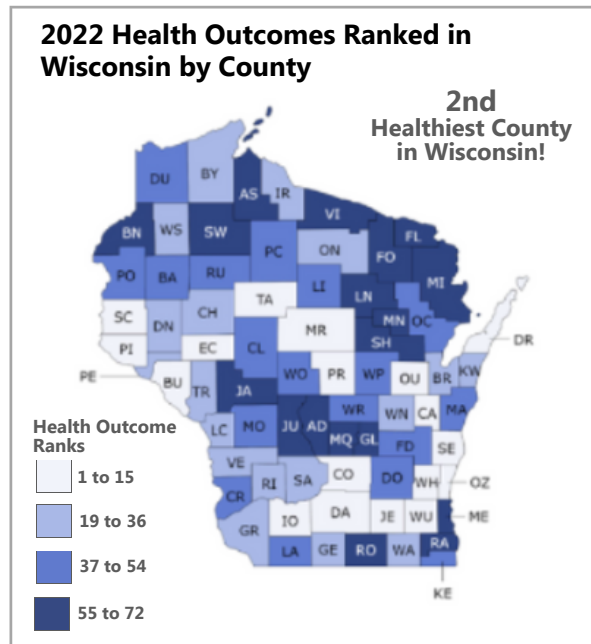 2022 Health Outcomes Ranked in
Wisconsin by County
2nd
Healthiest County
in Wisconsin!
DU
BY
AS
IR
VI
BN
WS
SW
FL
PC
ON
FO
PO
BA
RU
LI
MI
LN
TA
SC
DN
CH
MN
OC
MR
DR
PI
EC
CL
SH
PE
BU
TR
JA
WO
PR
WP
OU
BR
KW
LC
MO
JU
AD
WR
WN
CA
MA
MQ
GL
FD
SE
VE
RI
SA
CO
DO
WH
OZ
CR
GR
IO
DA
JE
WU
ME
LA
GE
RO
WA
RA
KE
Health Outcome
Ranks
1 to 15
19 to 36
37 to 54
55 to 72